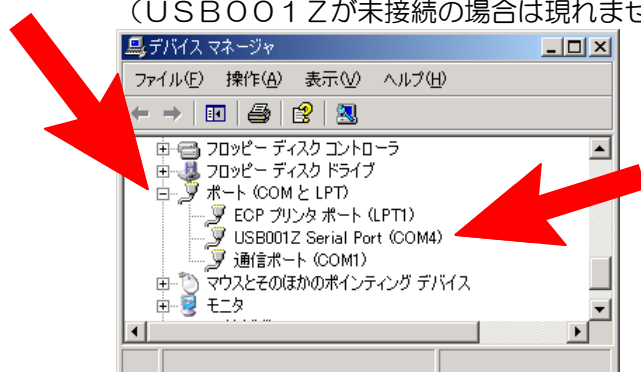 （ＵＳＢ００１Ｚが未接続の場合は現れませ
デバイス マネージャ
ファイル(F) 操作(A) 表示(V) ヘルプ(H)
フロッピー ディスク コントローラ
フロッピー ディスク ドライブ
ポート (COM と LPT)
ECP プリンタ ポート (LPT1)
USB001Z Serial Port (COM4)
通信ポート (COM1)
マウスとそのほかのポインティング デバイス
モニタ